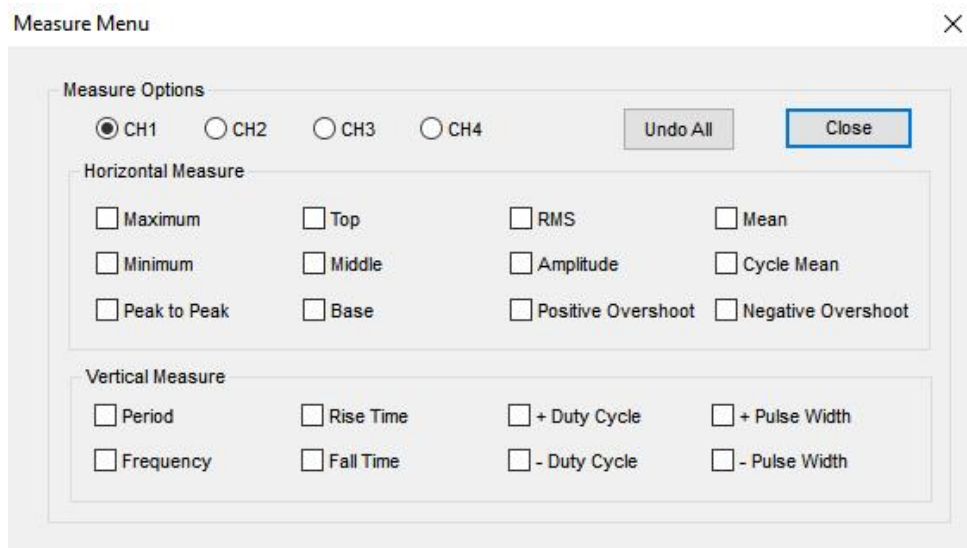 Measure Menu
Measure Options
CH1 CH2 CH3 CH4 Undo All Close
Horizontal Measure
Maximum Top RMS Mean
Minimum Middle Amplitude Cycle Mean
Peak to Peak Base Positive Overshoot Negative Overshoot
Vertical Measure
Period Rise Time + Duty Cycle + Pulse Width
Frequency Fall Time - Duty Cycle - Pulse Width